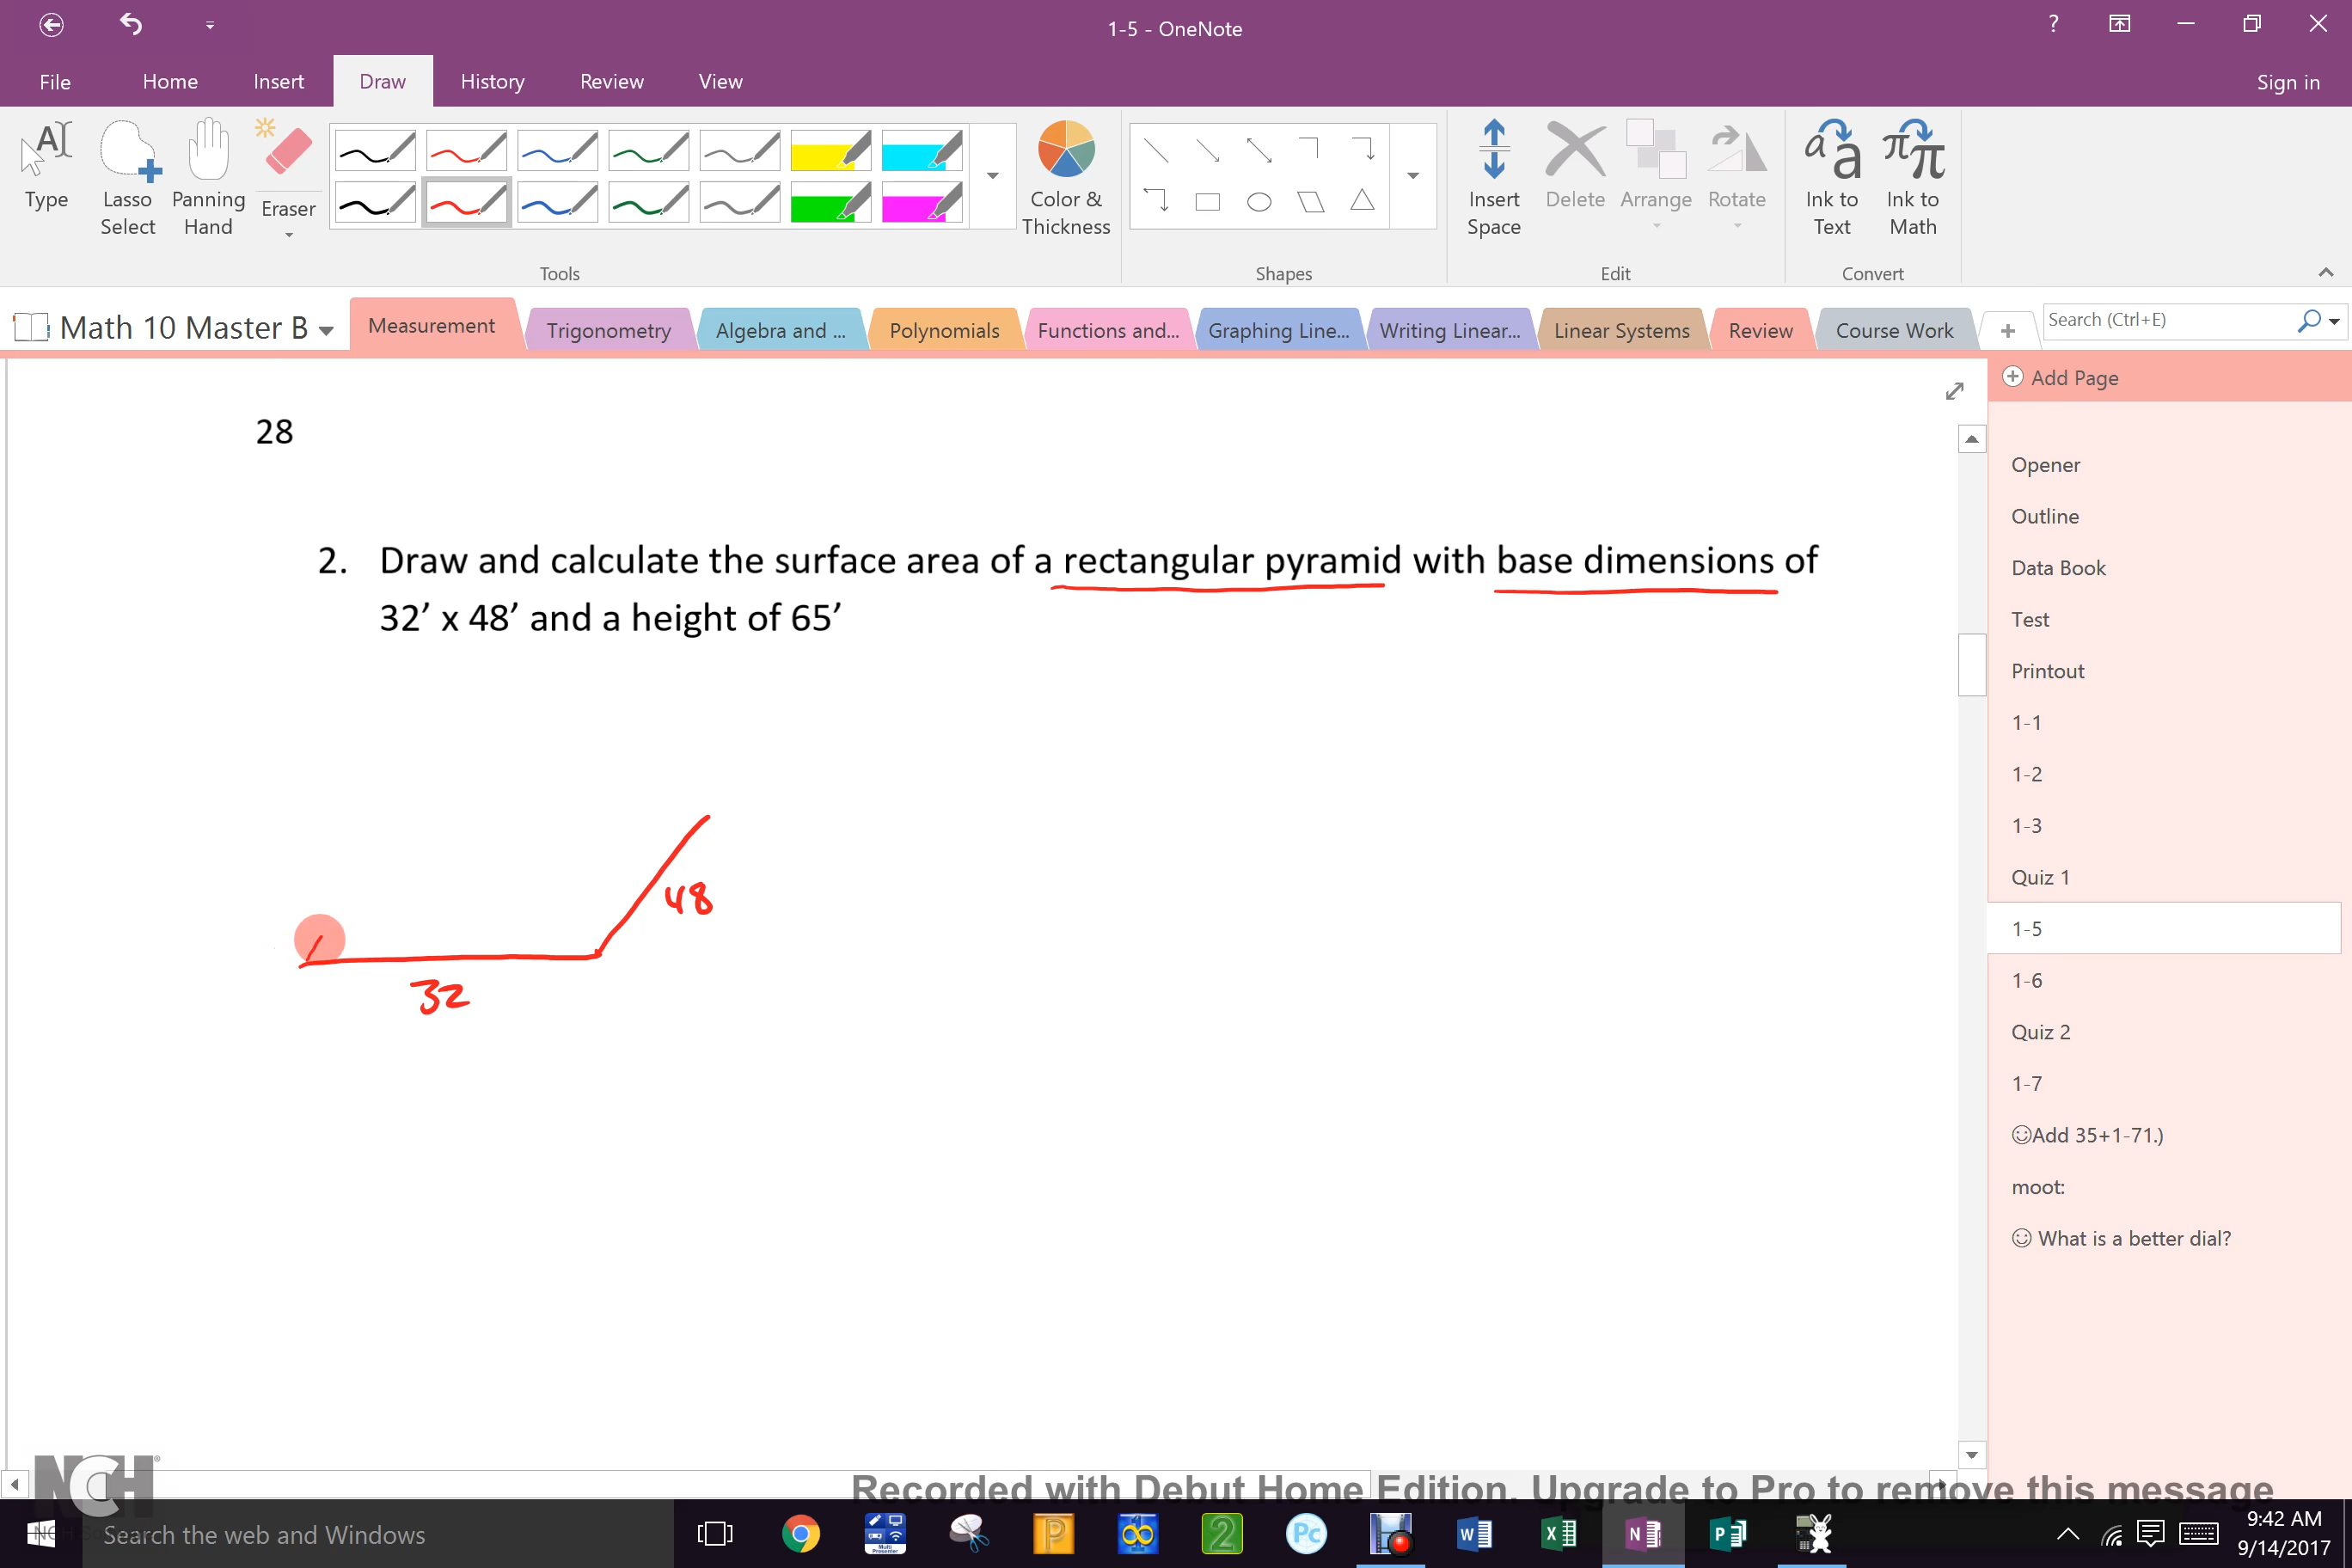 1-5 - OneNote
?
File Home Insert Draw History Review View Sign in
Type
Lasso Select
Panning Hand
Eraser
Color & Thickness
Insert Space
Delete
Arrange
Rotate
Ink to Text
Ink to Math
Tools
Shapes
Edit
Convert
Math 10 Master B
Measurement
Trigonometry
Algebra and ...
Polynomials
Functions and...
Graphing Line...
Writing Linear...
Linear Systems
Review
Course Work
+
Search (Ctrl+E)
Add Page
28
2. Draw and calculate the surface area of a rectangular pyramid with base dimensions of
32’ x 48’ and a height of 65’
48
32
Opener
Outline
Data Book
Test
Printout
1-1
1-2
1-3
Quiz 1
1-5
1-6
Quiz 2
1-7
☺Add 35+1-71.)
moot:
☺ What is a better dial?
NCH
Recorded with Debut Home Edition. Upgrade to Pro to remove this message
Search the web and Windows
9:42 AM
9/14/2017